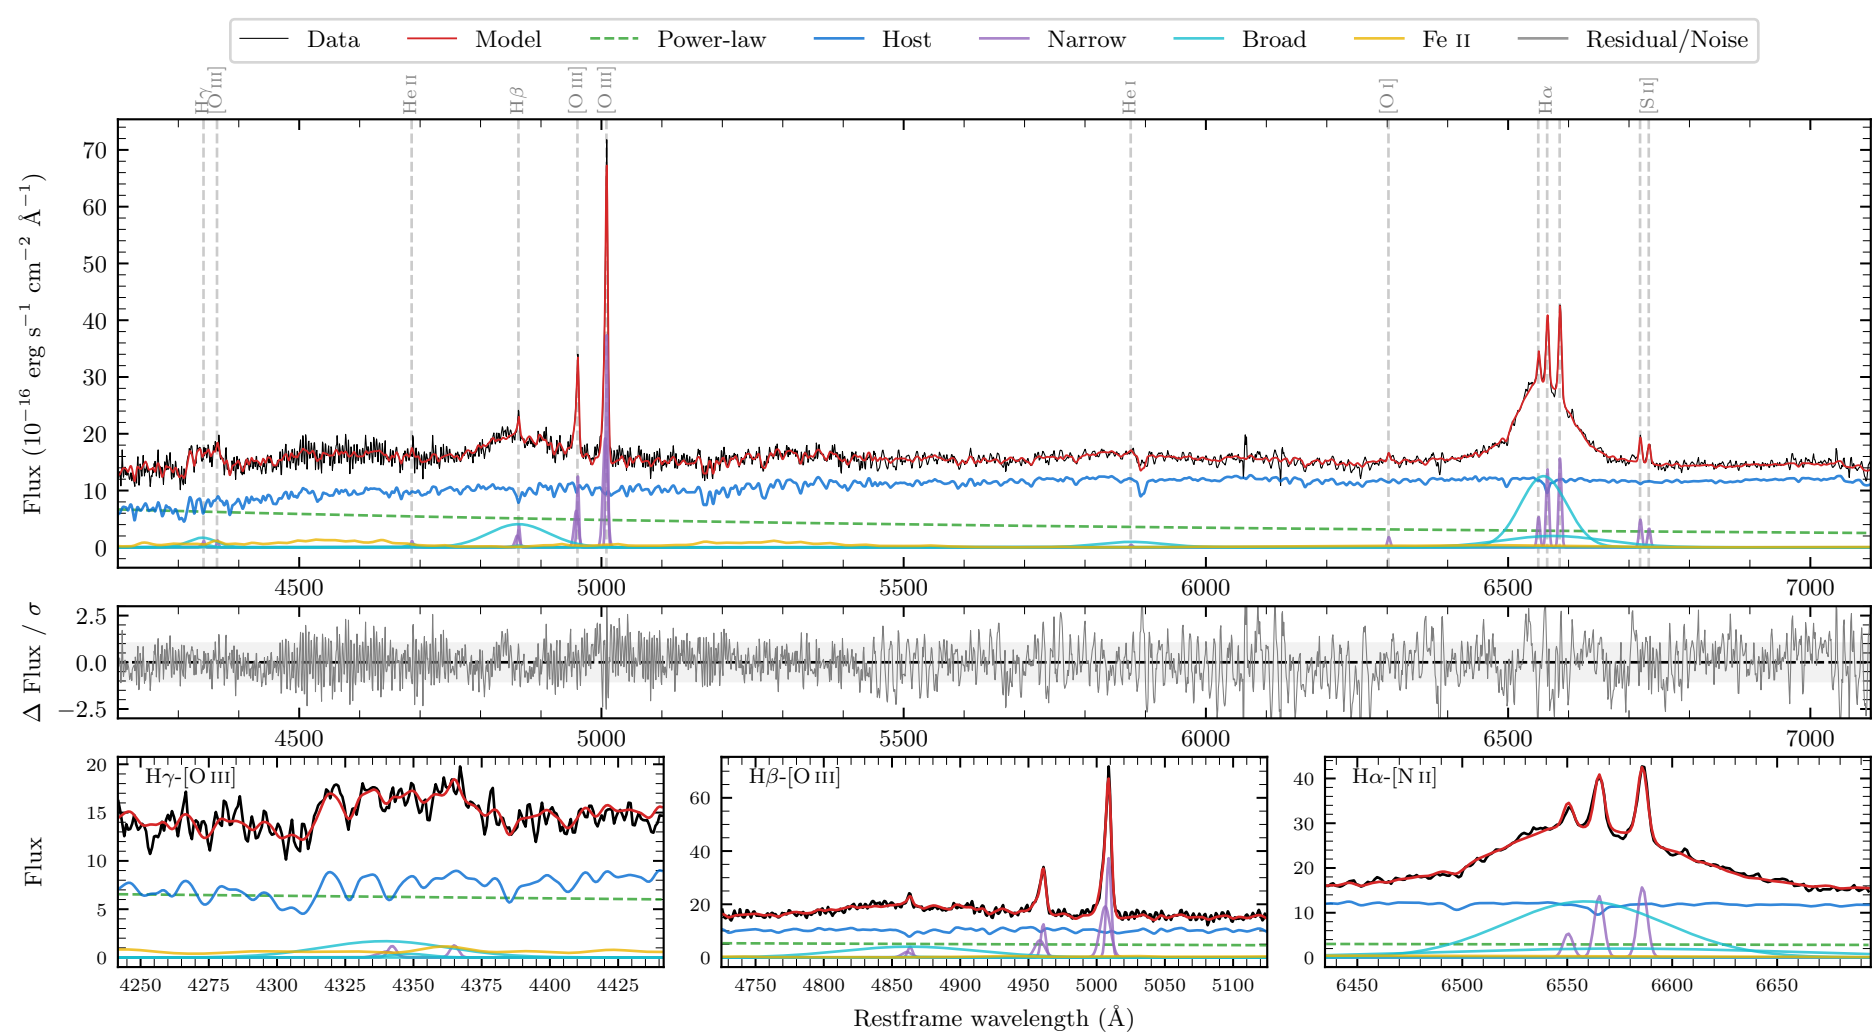 Data Model Power-law Host Narrow Broad Fe II Residual/Noise
Hγ [O III] He II Hβ [O III] [O III] He I [O I] Hα [S II]
Flux (10⁻¹⁶ erg s⁻¹ cm⁻² Å⁻¹)
70
60
50
40
30
20
10
0
4500 5000 5500 6000 6500 7000
Δ Flux / σ
2.5
0.0
−2.5
4500 5000 5500 6000 6500 7000
Flux
Hγ-[O III]
20
15
10
5
0
4250 4275 4300 4325 4350 4375 4400 4425
Hβ-[O III]
60
40
20
0
4750 4800 4850 4900 4950 5000 5050 5100
Hα-[N II]
40
30
20
10
0
6450 6500 6550 6600 6650
Restframe wavelength (Å)